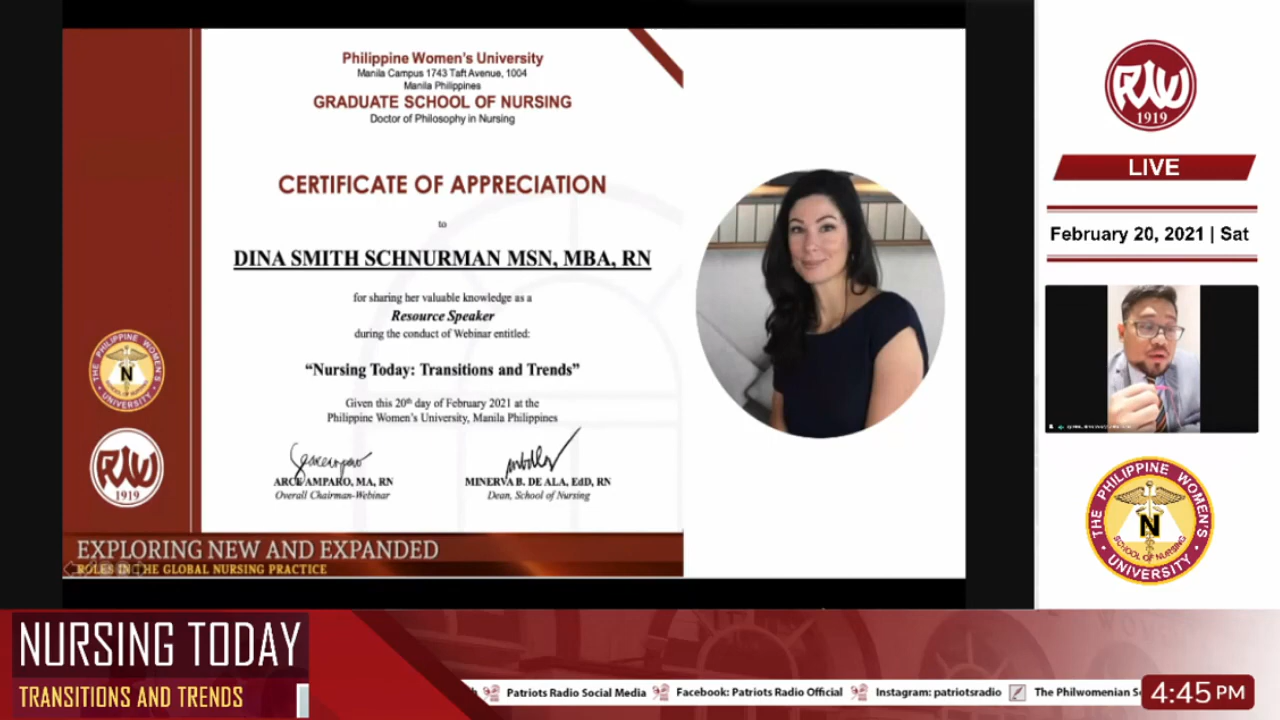 Philippine Women's University
Manila Campus 1743 Taft Avenue, 1004
Manila Philippines
GRADUATE SCHOOL OF NURSING
Doctor of Philosophy in Nursing
CERTIFICATE OF APPRECIATION
to
DINA SMITH SCHNURMAN MSN, MBA, RN
for sharing her valuable knowledge as a
Resource Speaker
during the conduct of Webinar entitled:
“Nursing Today: Transitions and Trends”
Given this 20th day of February 2021 at the
Philippine Women's University, Manila Philippines
ARCE AMPARO, MA, RN
Overall Chairman-Webinar
MINERVA B. DE ALA, EdD, RN
Dean, School of Nursing
THE PHILIPPINE WOMEN'S
UNIVERSITY
N
1919
EXPLORING NEW AND EXPANDED
ROLES IN THE GLOBAL NURSING PRACTICE
1919
LIVE
February 20, 2021 | Sat
THE PHILIPPINE WOMEN'S
N
SCHOOL OF NURSING
UNIVERSITY
NURSING TODAY
TRANSITIONS AND TRENDS
Patriots Radio Social Media
Facebook: Patriots Radio Official
Instagram: patriotsradio
The Philwomenian
4:45 PM